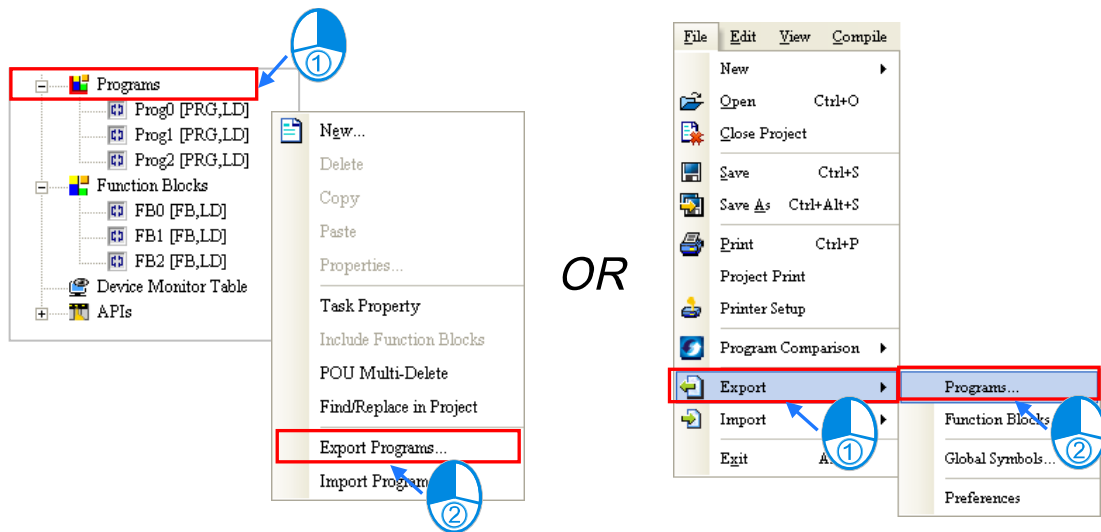 ①
Programs
Prog0 [PRG,LD]
Prog1 [PRG,LD]
Prog2 [PRG,LD]
Function Blocks
FB0 [FB,LD]
FB1 [FB,LD]
FB2 [FB,LD]
Device Monitor Table
APIs
New...
Delete
Copy
Paste
Properties...
Task Property
Include Function Blocks
POU Multi-Delete
Find/Replace in Project
Export Programs...
Import Program
②
OR
File Edit View Compile
New
Open Ctrl+O
Close Project
Save Ctrl+S
Save As Ctrl+Alt+S
Print Ctrl+P
Project Print
Printer Setup
Program Comparison
Export
Import
Exit
①
Programs...
Function Blocks
Global Symbols...
Preferences
②